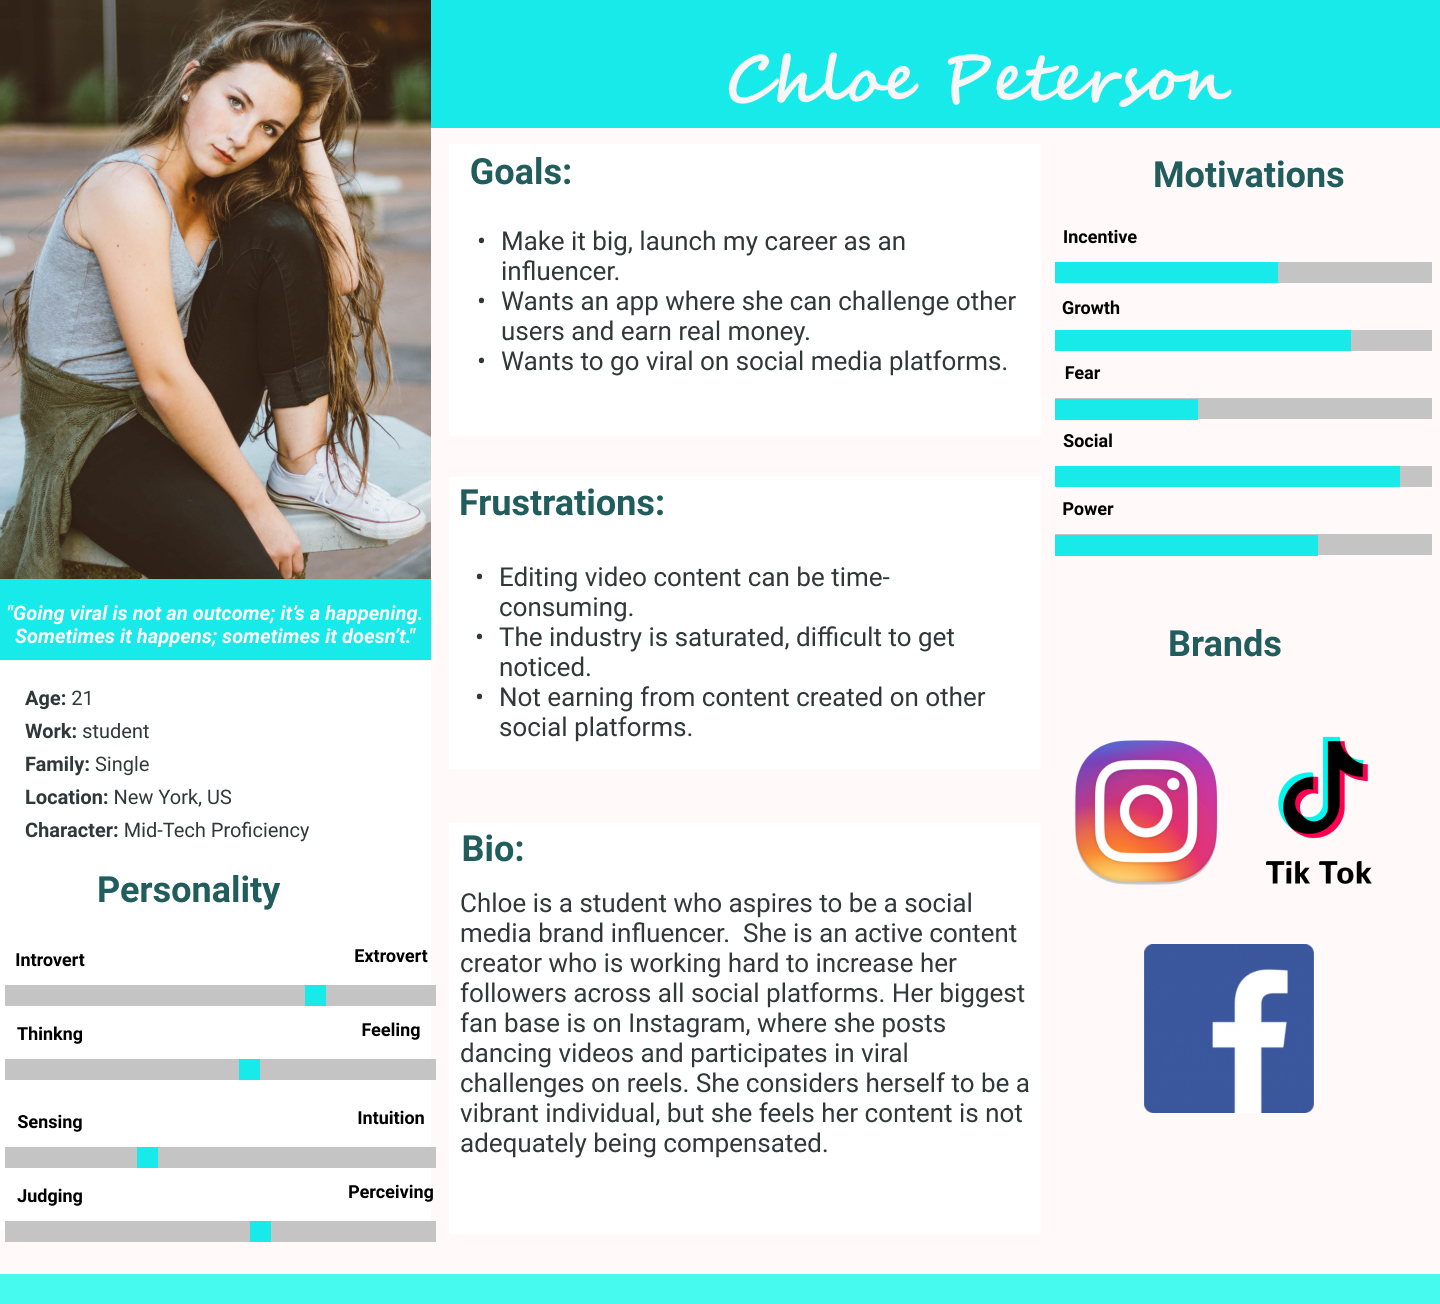 Chloe Peterson
"Going viral is not an outcome; it's a happening.
Sometimes it happens; sometimes it doesn't."
Age: 21
Work: student
Family: Single
Location: New York, US
Character: Mid-Tech Proficiency
Personality
Introvert
Extrovert
Thinkng
Feeling
Sensing
Intuition
Judging
Perceiving
Goals:
• Make it big, launch my career as an
influencer.
• Wants an app where she can challenge other
users and earn real money.
• Wants to go viral on social media platforms.
Frustrations:
• Editing video content can be time-
consuming.
• The industry is saturated, difficult to get
noticed.
• Not earning from content created on other
social platforms.
Bio:
Chloe is a student who aspires to be a social
media brand influencer.  She is an active content
creator who is working hard to increase her
followers across all social platforms. Her biggest
fan base is on Instagram, where she posts
dancing videos and participates in viral
challenges on reels. She considers herself to be a
vibrant individual, but she feels her content is not
adequately being compensated.
Motivations
Incentive
Growth
Fear
Social
Power
Brands
Tik Tok
f